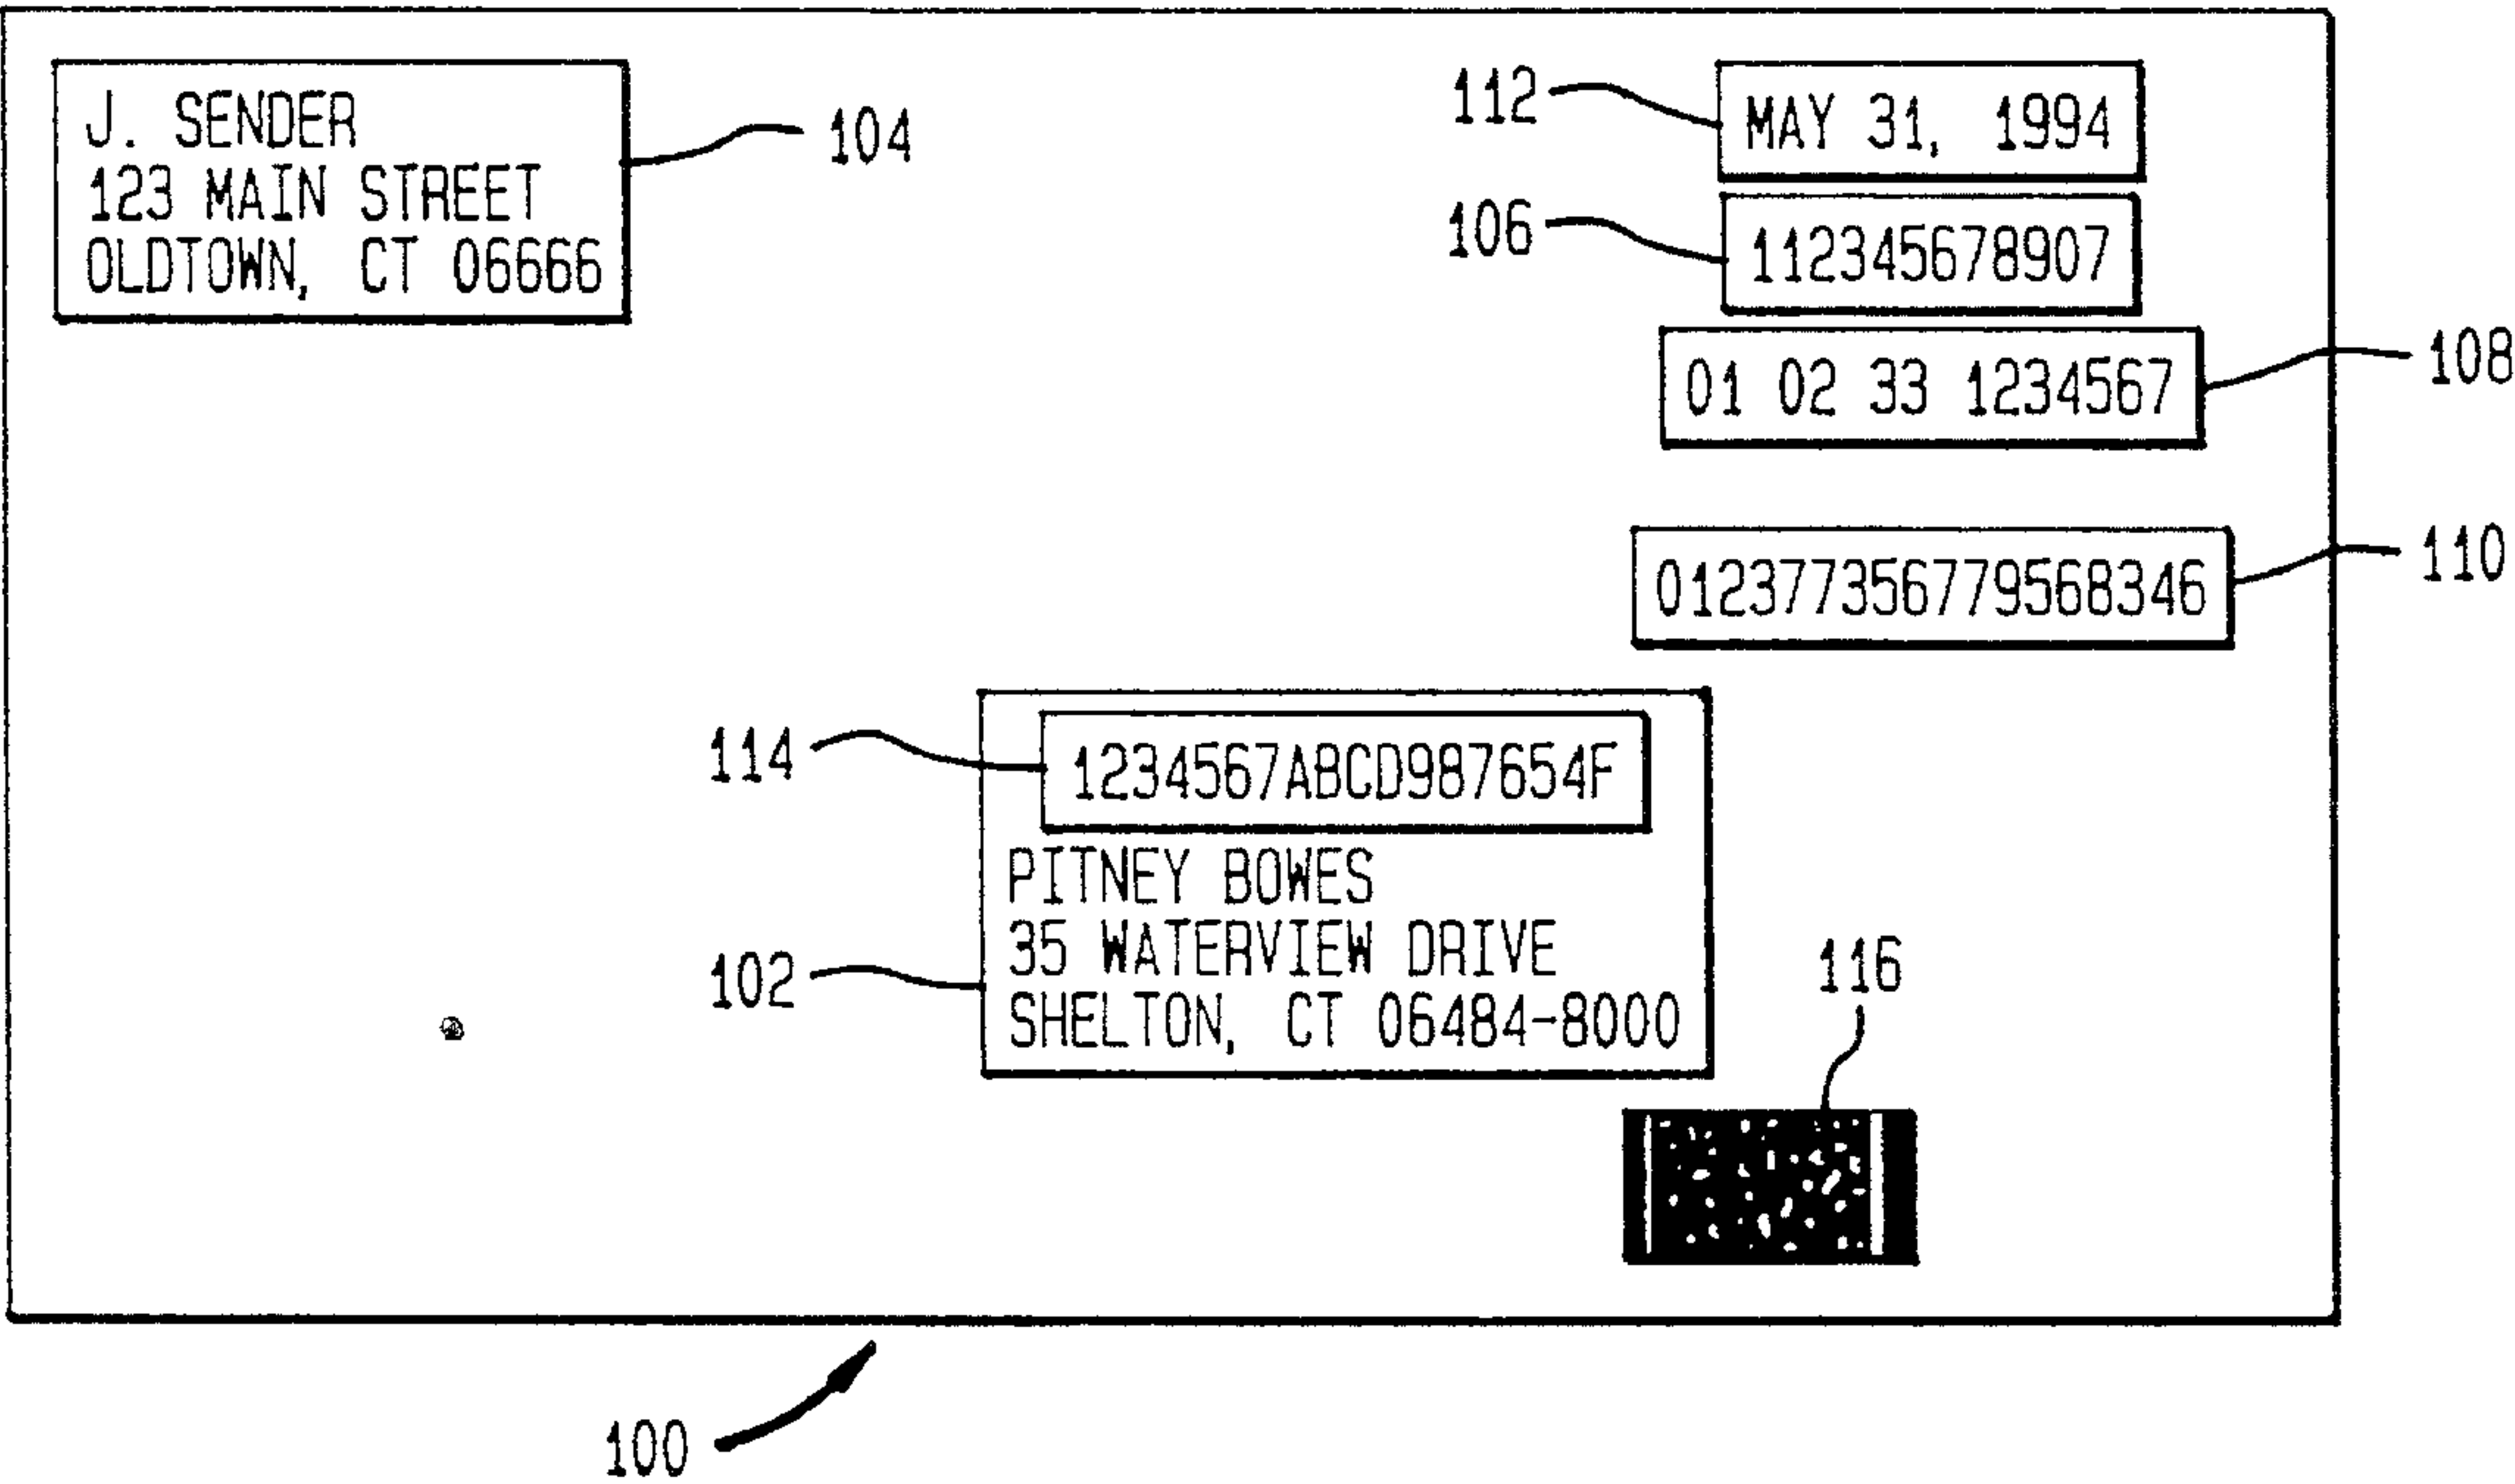 J. SENDER
123 MAIN STREET
OLDTOWN, CT 06666
104
112
MAY 31, 1994
106
112345678907
108
01 02 33 1234567
110
012377356779568346
114
1234567ABCD987654F
PITNEY BOWES
35 WATERVIEW DRIVE
SHELTON, CT 06484-8000
102
116
100